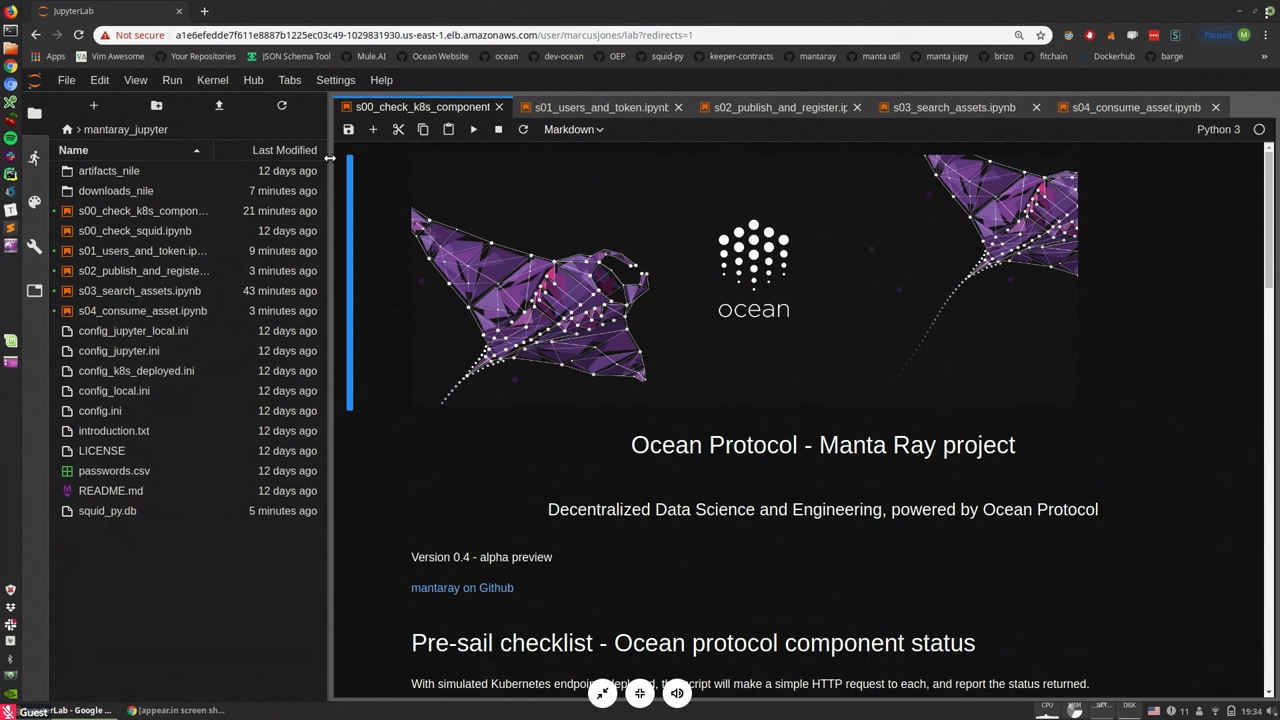 JupyterLab
Not secure a1e6efedde7f611e8887b1225ec03c49-1029831930.us-east-1.elb.amazonaws.com/user/marcusjones/lab?redirects=1 Paused M
Apps Vim Awesome Your Repositories JSON Schema Tool Mule.AI Ocean Website ocean dev-ocean OEP squid-py keeper-contracts mantaray manta util manta jupy brizo fitchain Dockerhub barge
File Edit View Run Kernel Hub Tabs Settings Help
s00_check_k8s_component s01_users_and_token.ipynb s02_publish_and_register.ip s03_search_assets.ipynb s04_consume_asset.ipynb
mantaray_jupyter
Markdown Python 3
Name Last Modified
artifacts_nile 12 days ago
downloads_nile 7 minutes ago
s00_check_k8s_compon... 21 minutes ago
s00_check_squid.ipynb 12 days ago
s01_users_and_token.ip... 9 minutes ago
s02_publish_and_registe... 3 minutes ago
s03_search_assets.ipynb 43 minutes ago
s04_consume_asset.ipynb 3 minutes ago
config_jupyter_local.ini 12 days ago
config_jupyter.ini 12 days ago
config_k8s_deployed.ini 12 days ago
config_local.ini 12 days ago
config.ini 12 days ago
introduction.txt 12 days ago
LICENSE 12 days ago
passwords.csv 12 days ago
README.md 12 days ago
squid_py.db 5 minutes ago
ocean
Ocean Protocol - Manta Ray project
Decentralized Data Science and Engineering, powered by Ocean Protocol
Version 0.4 - alpha preview
mantaray on Github
Pre-sail checklist - Ocean protocol component status
With simulated Kubernetes script will make a simple HTTP request to each, and report the status returned.
Guest
JupyterLab - Google ... [appear.in screen sh...
CPU DISK 11 19:34